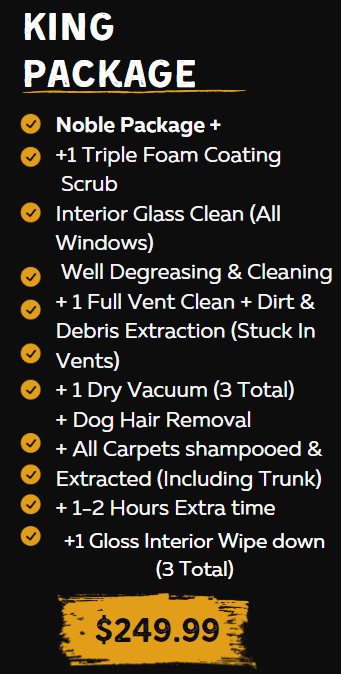 KING
PACKAGE
Noble Package +
+1 Triple Foam Coating
Scrub
Interior Glass Clean (All
Windows)
Well Degreasing & Cleaning
+ 1 Full Vent Clean + Dirt &
Debris Extraction (Stuck In
Vents)
+ 1 Dry Vacuum (3 Total)
+ Dog Hair Removal
+ All Carpets shampooed &
Extracted (Including Trunk)
+ 1-2 Hours Extra time
+1 Gloss Interior Wipe down
(3 Total)
$249.99